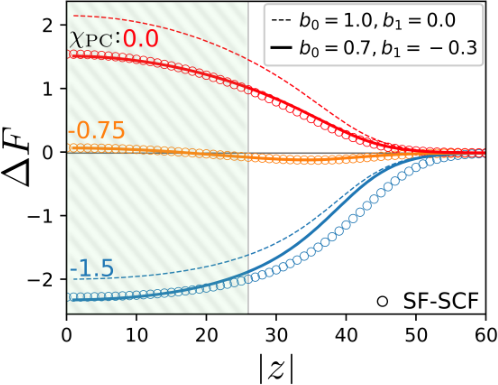 χPC:0.0
-0.75
-1.5
b0 = 1.0, b1 = 0.0
b0 = 0.7, b1 = −0.3
SF-SCF
ΔF
2
1
0
−1
−2
0
10
20
30
40
50
60
|z|